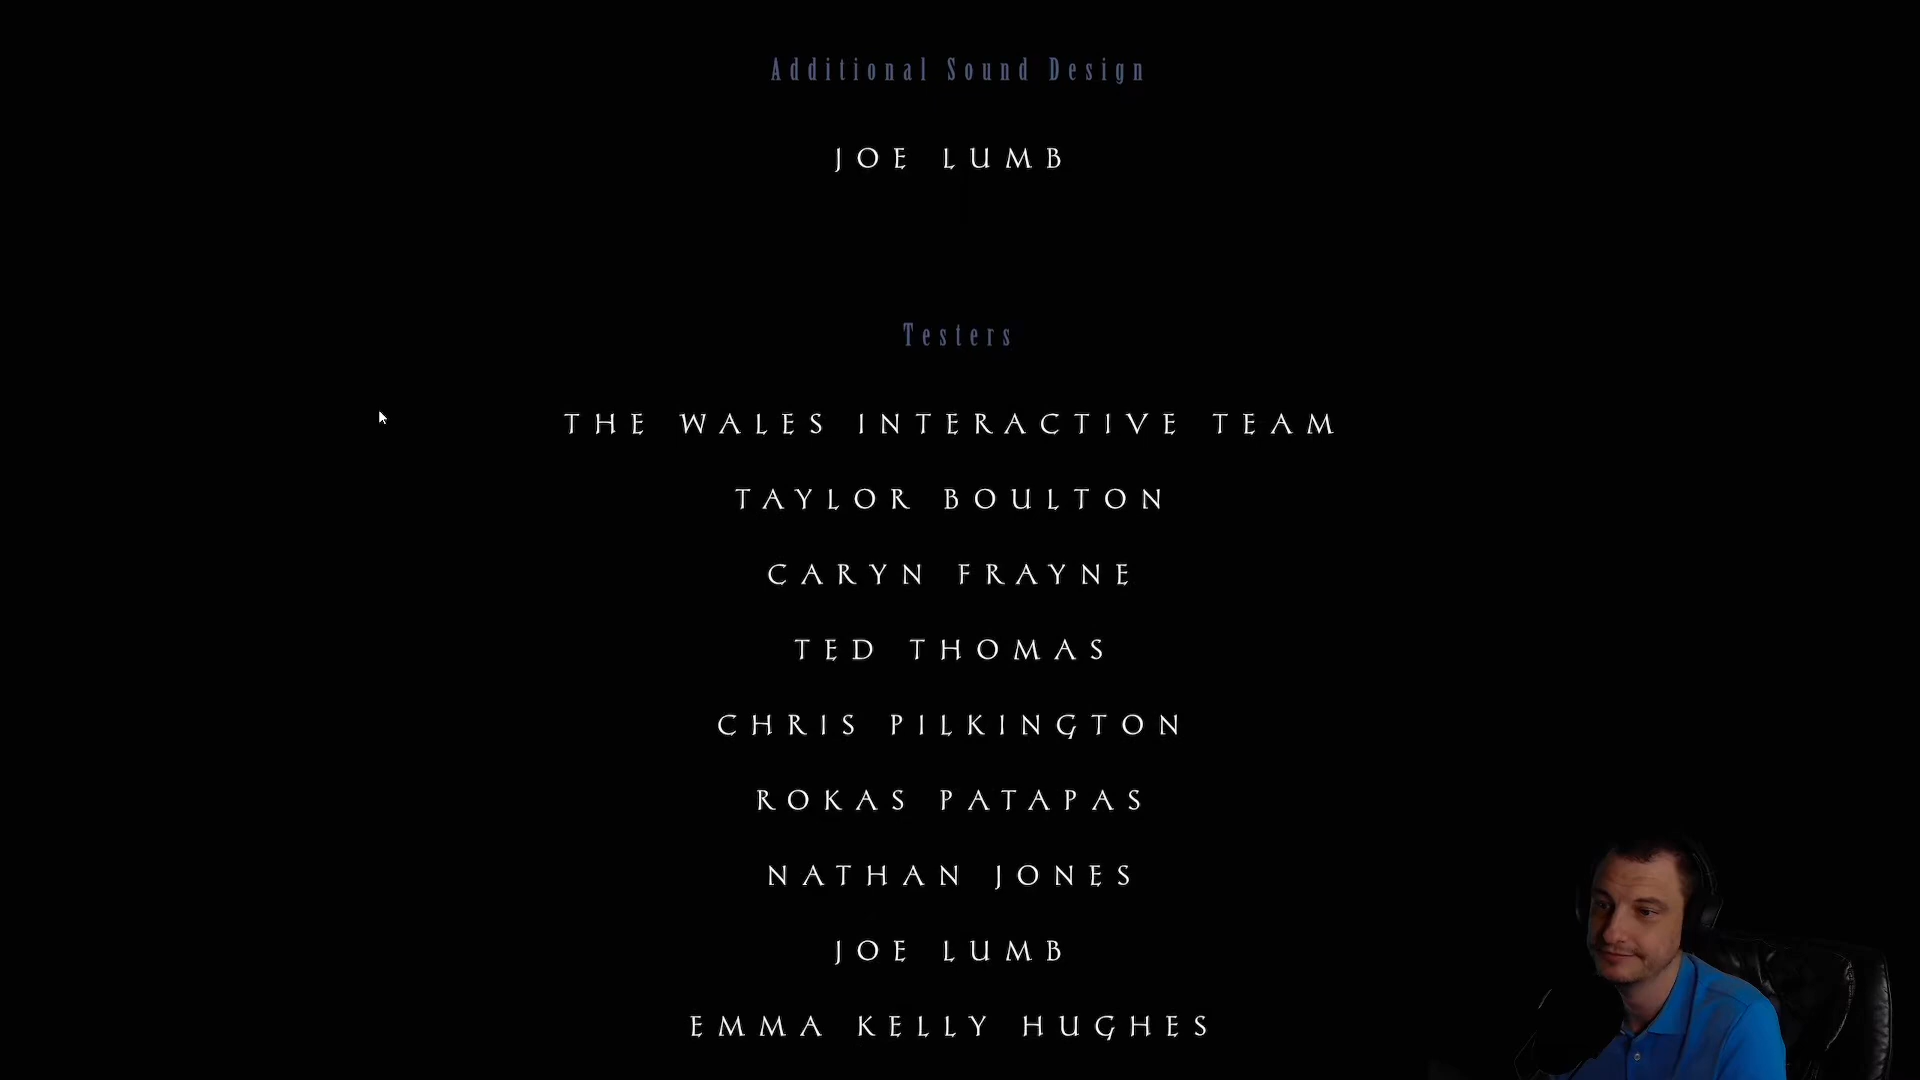 Additional Sound Design
JOE LUMB
Testers
THE WALES INTERACTIVE TEAM
TAYLOR BOULTON
CARYN FRAYNE
TED THOMAS
CHRIS PILKINGTON
ROKAS PATAPAS
NATHAN JONES
JOE LUMB
EMMA KELLY HUGHES